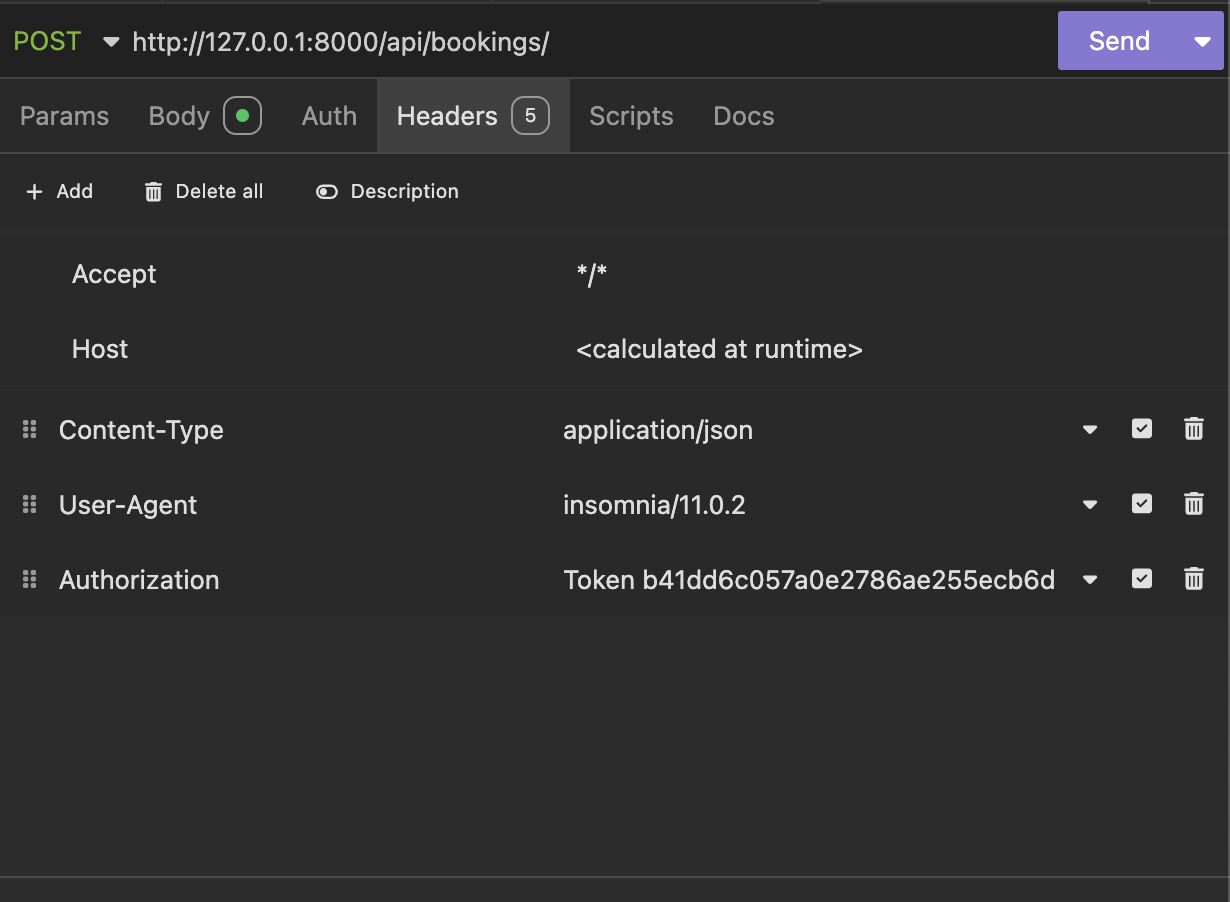 POST http://127.0.0.1:8000/api/bookings/ Send
Params Body Auth Headers 5 Scripts Docs
Add Delete all Description
Accept */*
Host <calculated at runtime>
Content-Type application/json
User-Agent insomnia/11.0.2
Authorization Token b41dd6c057a0e2786ae255ecb6d